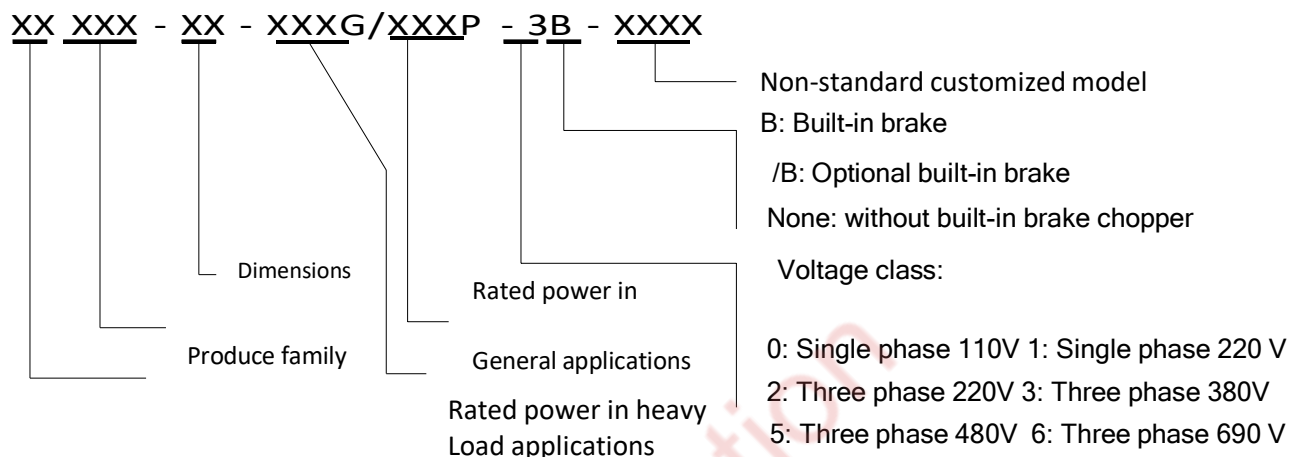 XX XXX - XX - XXXG/XXXP - 3B - XXXX
Non-standard customized model
B: Built-in brake
/B: Optional built-in brake
None: without built-in brake chopper
Dimensions
Voltage class:
Rated power in
General applications
Produce family
0: Single phase 110V 1: Single phase 220 V
2: Three phase 220V 3: Three phase 380V
Rated power in heavy
Load applications
5: Three phase 480V 6: Three phase 690 V